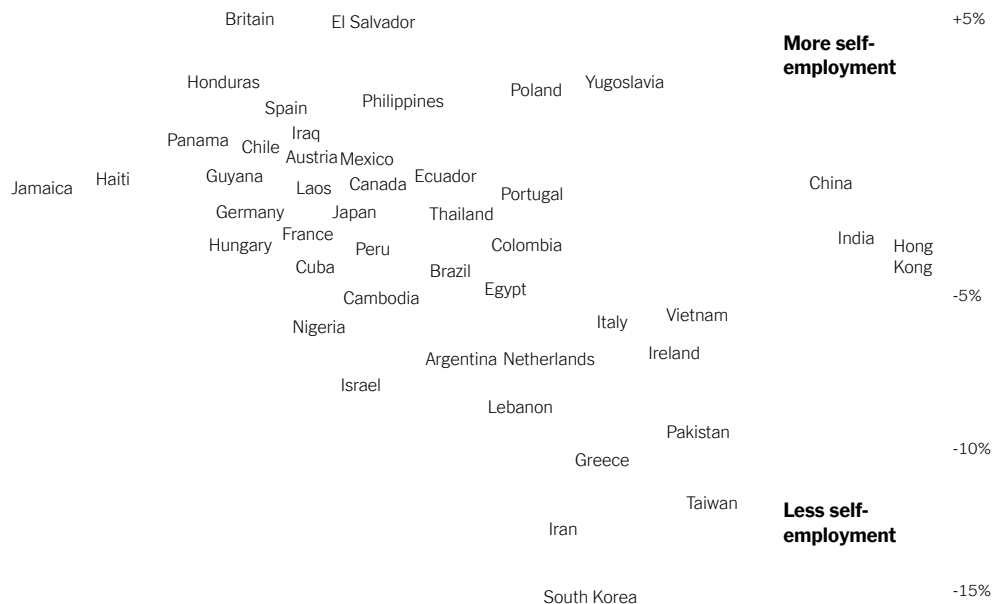 Britain
El Salvador
+5%
More self-
employment
Honduras
Philippines
Poland
Yugoslavia
Spain
Panama
Chile
Iraq
Austria
Mexico
Jamaica
Haiti
Guyana
Laos
Canada
Ecuador
Portugal
China
Germany
Japan
Thailand
Hungary
France
Peru
Colombia
India
Hong
Kong
Cuba
Brazil
Egypt
-5%
Cambodia
Nigeria
Italy
Vietnam
Argentina
Netherlands
Ireland
Israel
Lebanon
Pakistan
Greece
-10%
Taiwan
Less self-
employment
Iran
South Korea
-15%